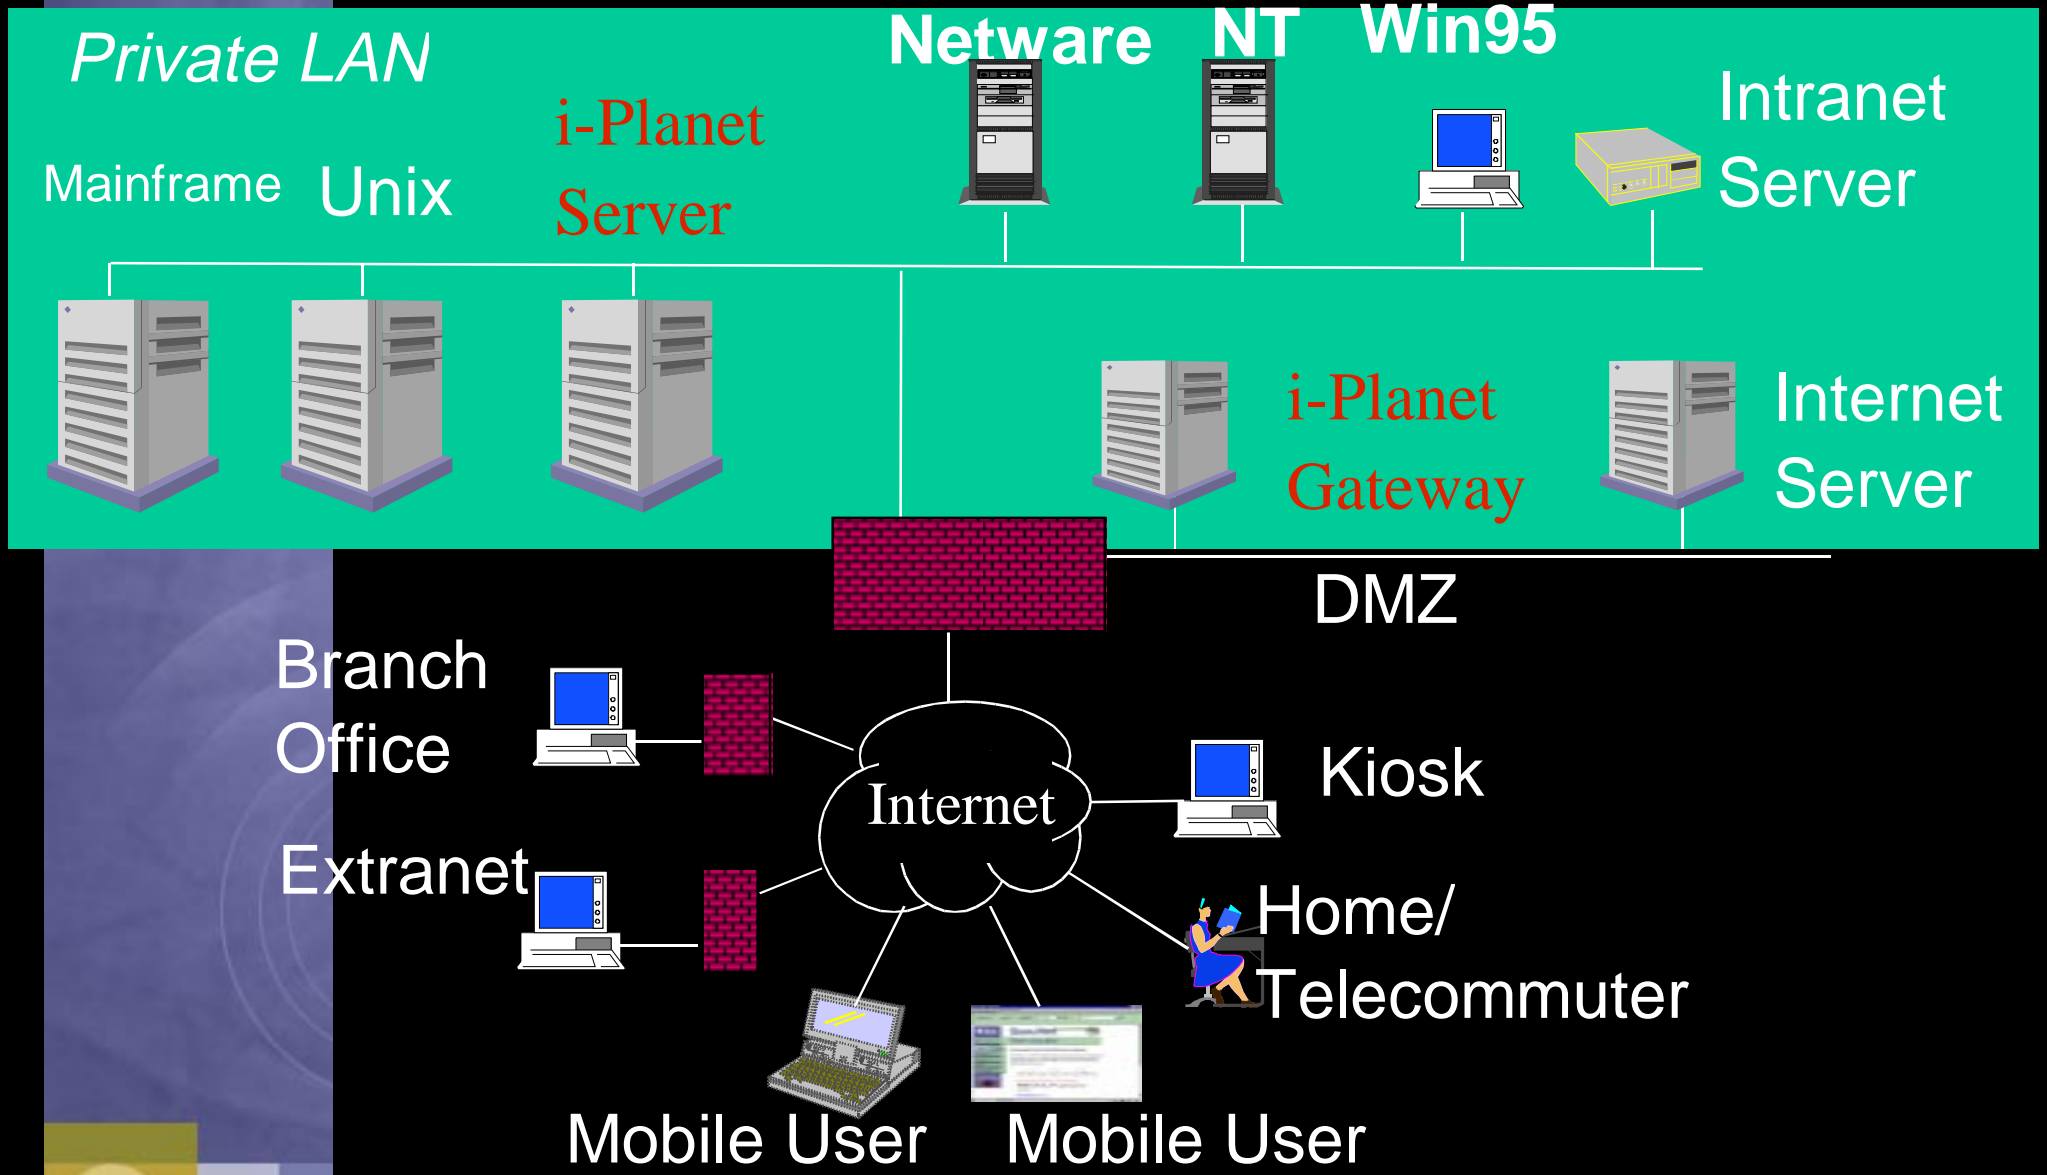 Private LAN
Netware
NT
Win95
i-Planet
Server
Intranet
Server
Mainframe
Unix
i-Planet
Gateway
Internet
Server
DMZ
Branch
Office
Internet
Kiosk
Extranet
Home/
Telecommuter
Mobile User
Mobile User